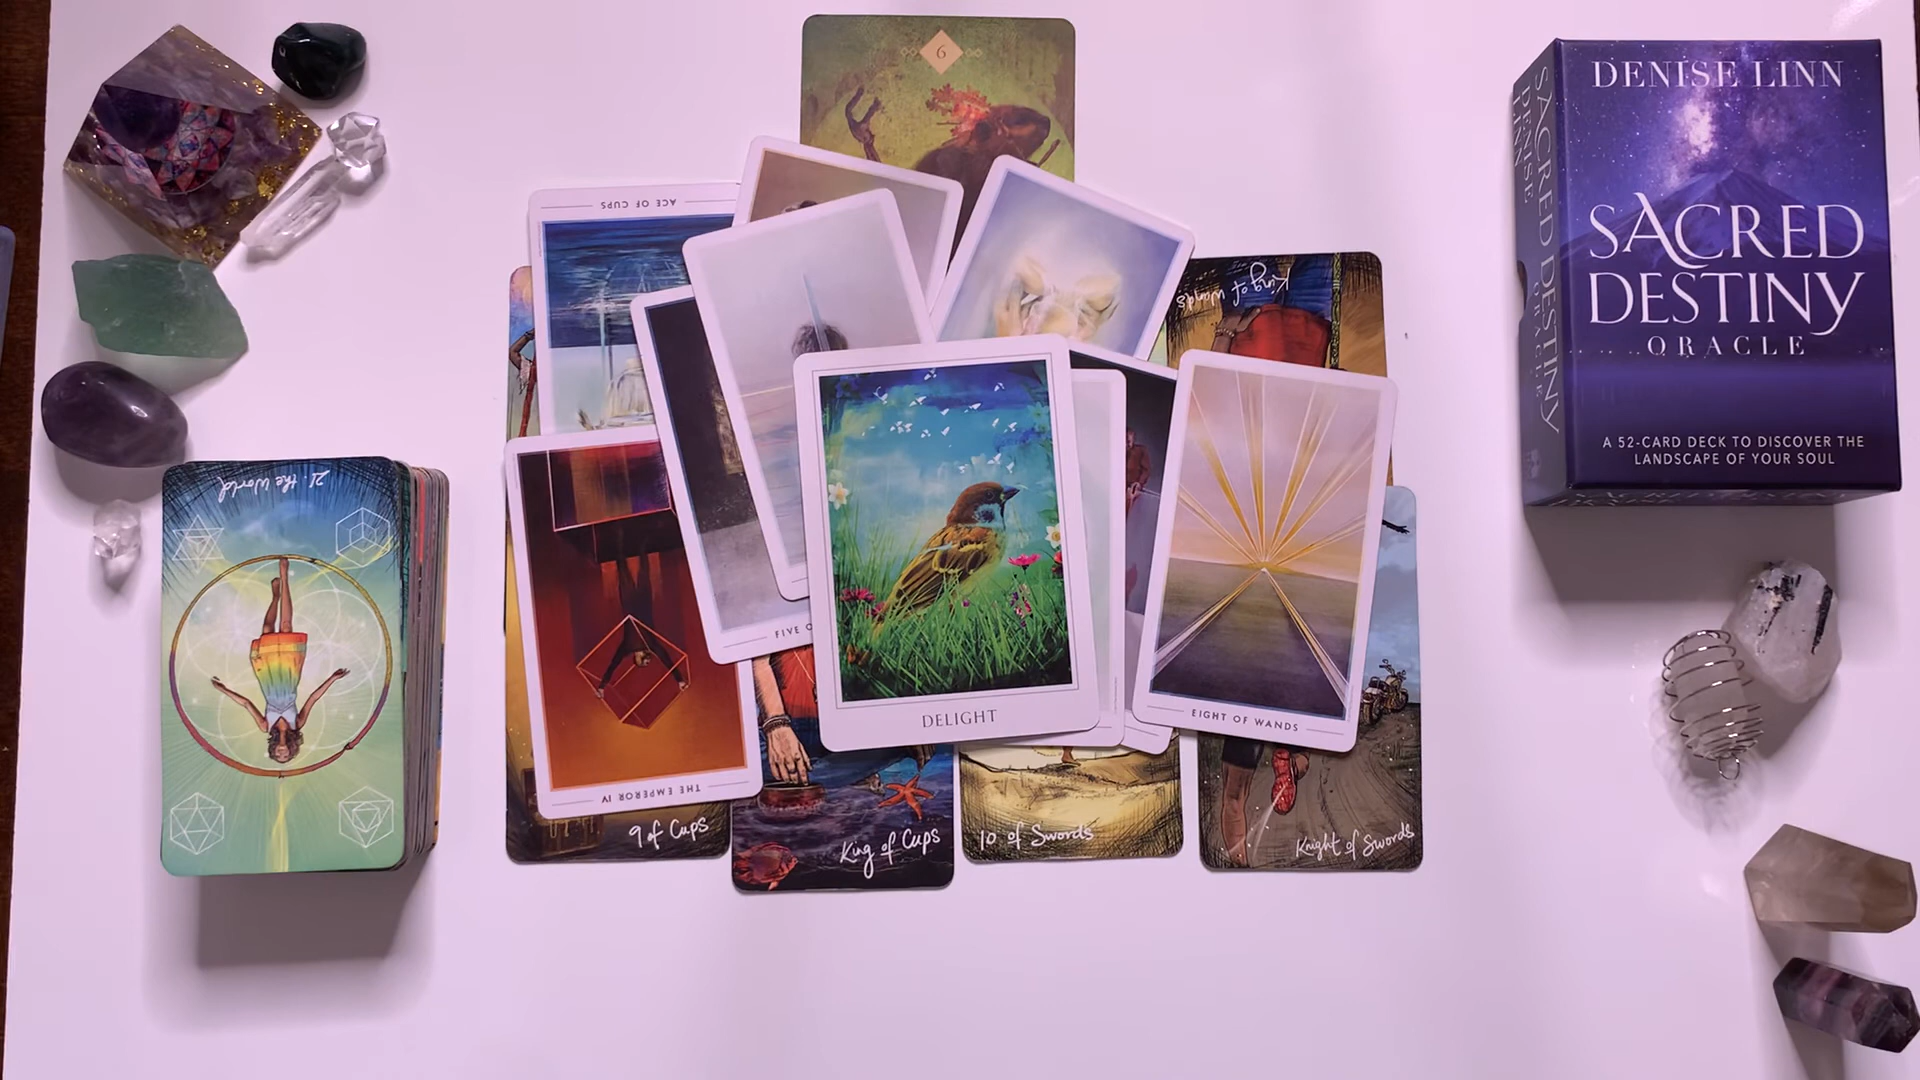 6
ACE OF CUPS
King of Wands
DENISE LINN
SACRED
DESTINY
ORACLE
A 52-CARD DECK TO DISCOVER THE
LANDSCAPE OF YOUR SOUL
DENISE
LINN
SACRED DESTINY
ORACLE
21 the World
FIVE O
DELIGHT
EIGHT OF WANDS
THE EMPEROR IV
9 of Cups
King of Cups
10 of Swords
Knight of Swords